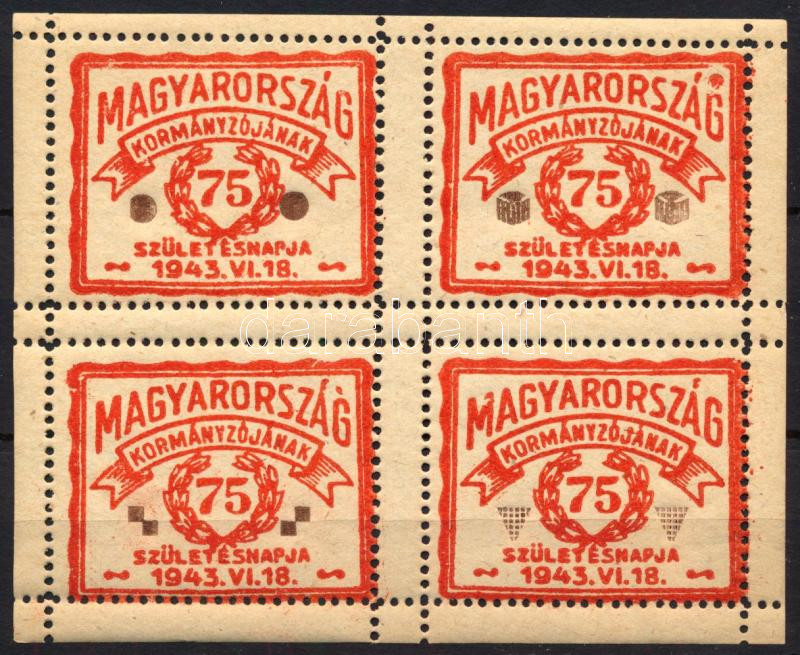 MAGYARORSZÁG
KORMÁNYZÓJÁNAK
75
SZÜLETÉSNAPJA
1943.VI.18.
MAGYARORSZÁG
KORMÁNYZÓJÁNAK
75
SZÜLETÉSNAPJA
1943.VI.18.
darabanth
MAGYARORSZÁG
KORMÁNYZÓJÁNAK
75
SZÜLETÉSNAPJA
1943.VI.18.
MAGYARORSZÁG
KORMÁNYZÓJÁNAK
75
SZÜLETÉSNAPJA
1943.VI.18.